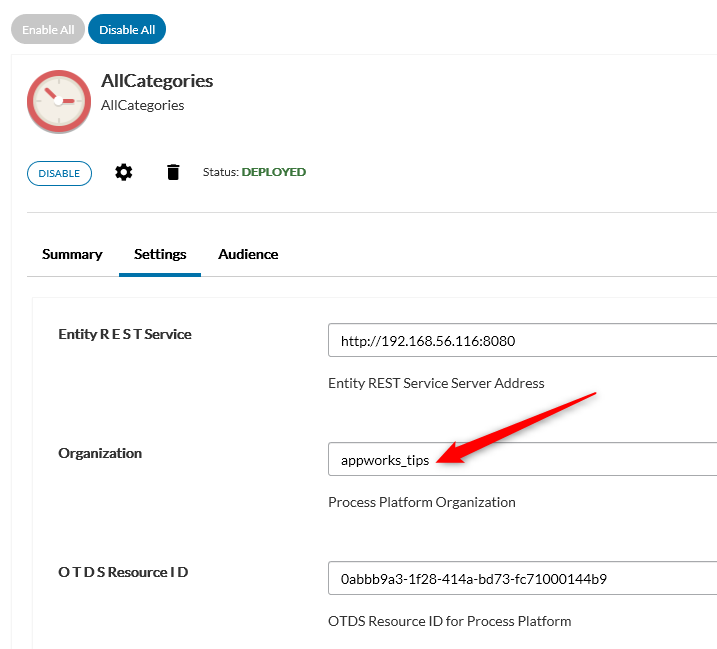 Enable All
Disable All
AllCategories
AllCategories
DISABLE
Status: DEPLOYED
Summary
Settings
Audience
Entity R E S T Service
http://192.168.56.116:8080
Entity REST Service Server Address
Organization
appworks_tips
Process Platform Organization
O T D S Resource I D
0abbb9a3-1f28-414a-bd73-fc71000144b9
OTDS Resource ID for Process Platform